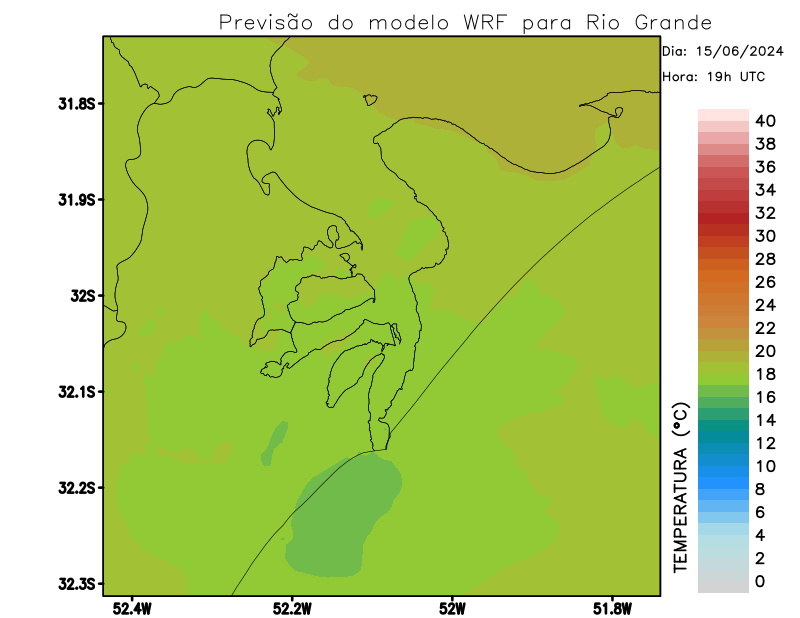 Previsão do modelo WRF para Rio Grande
Dia: 15/06/2024
Hora: 19h UTC
31.8S
31.9S
32S
32.1S
32.2S
32.3S
52.4W
52.2W
52W
51.8W
TEMPERATURA (°C)
40
38
36
34
32
30
28
26
24
22
20
18
16
14
12
10
8
6
4
2
0